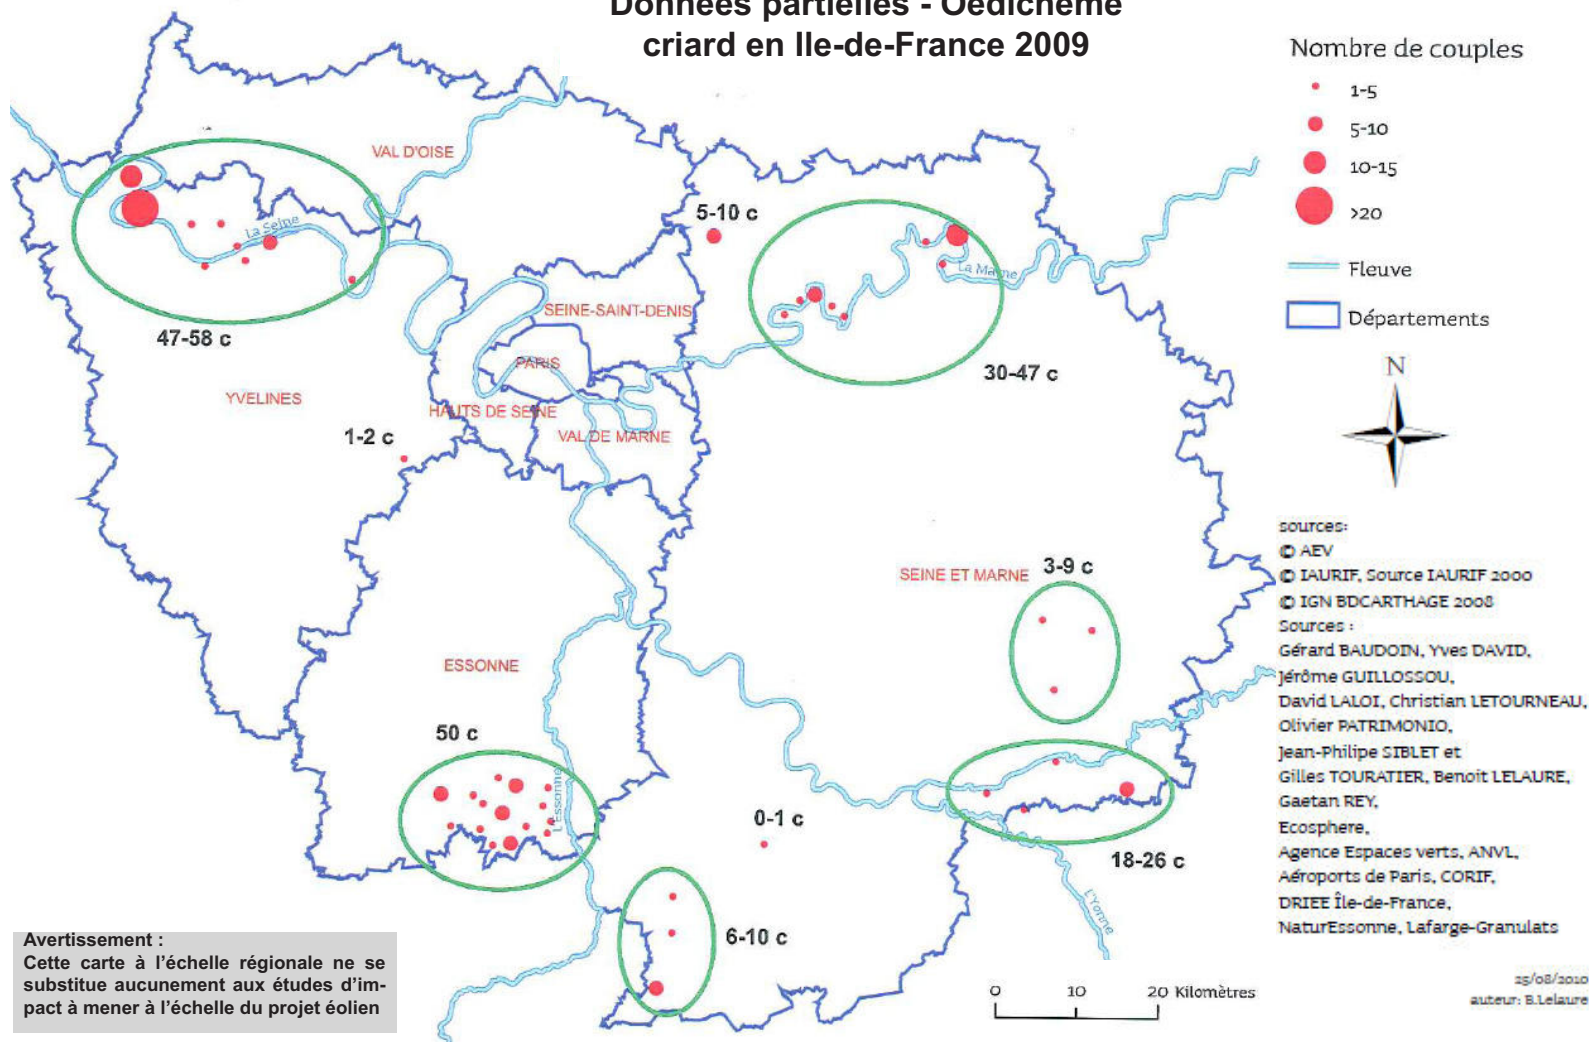 Données partielles - Oedicnème
criard en Ile-de-France 2009
Nombre de couples
1-5
5-10
10-15
>20
Fleuve
Départements
N
VAL D'OISE
La Seine
47-58 c
5-10 c
La Marne
30-47 c
SEINE-SAINT-DENIS
PARIS
YVELINES
HAUTS DE SEINE
VAL DE MARNE
1-2 c
SEINE ET MARNE
3-9 c
ESSONNE
50 c
L'Essonne
0-1 c
18-26 c
L'Yonne
6-10 c
sources:
© AEV
© IAURIF, Source IAURIF 2000
© IGN BDCARTHAGE 2008
Sources :
Gérard BAUDOIN, Yves DAVID,
Jérôme GUILLOSSOU,
David LALOI, Christian LETOURNEAU,
Olivier PATRIMONIO,
Jean-Philipe SIBLET et
Gilles TOURATIER, Benoit LELAURE,
Gaetan REY,
Ecosphere,
Agence Espaces verts, ANVL,
Aéroports de Paris, CORIF,
DRIEE Île-de-France,
NaturEssonne, Lafarge-Granulats
Avertissement :
Cette carte à l'échelle régionale ne se
substitue aucunement aux études d'im-
pact à mener à l'échelle du projet éolien
0 10 20 Kilomètres
25/08/2010
auteur: B.Lelaure